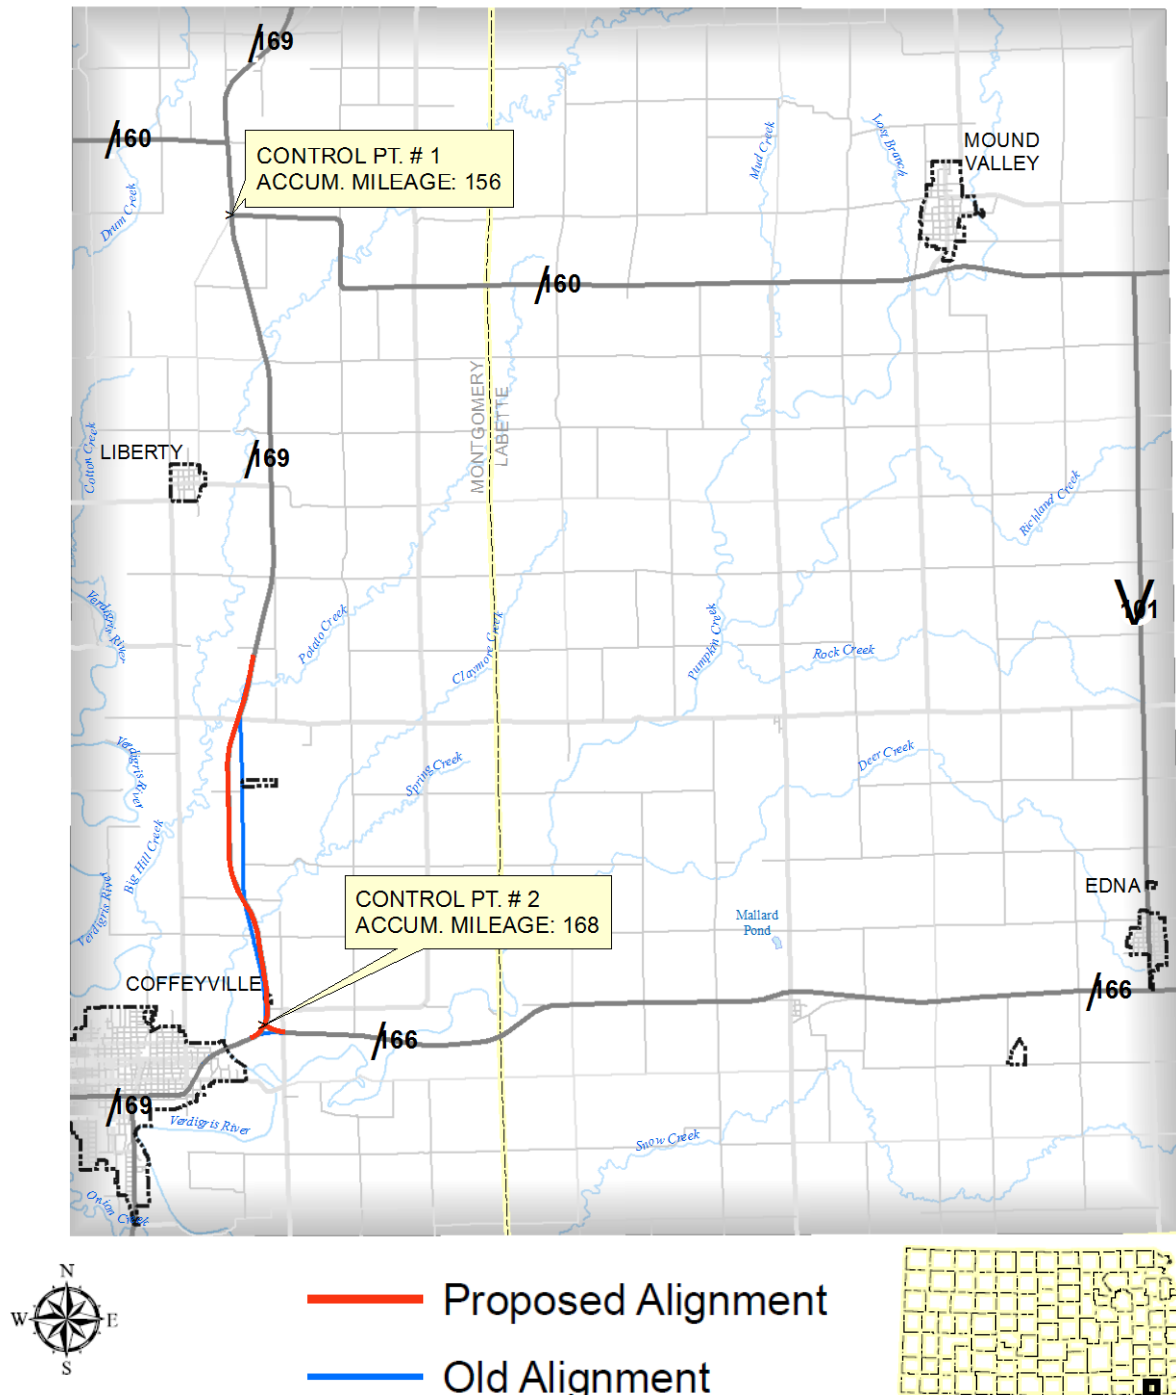 169
160
CONTROL PT. # 1
ACCUM. MILEAGE: 156
MOUND
VALLEY
Mud Creek
Lost Branch
Drum Creek
160
MONTGOMERY
LABETTE
LIBERTY
169
Cotton Creek
Richland Creek
101
Verdigris River
Potato Creek
Claymore Creek
Pumpkin Creek
Rock Creek
Verdigris River
Spring Creek
Deer Creek
Big Hill Creek
Verdigris River
CONTROL PT. # 2
ACCUM. MILEAGE: 168
EDNA
Mallard
Pond
COFFEYVILLE
166
166
169
Verdigris River
Snow Creek
Onion Creek
N
W
E
S
Proposed Alignment
Old Alignment